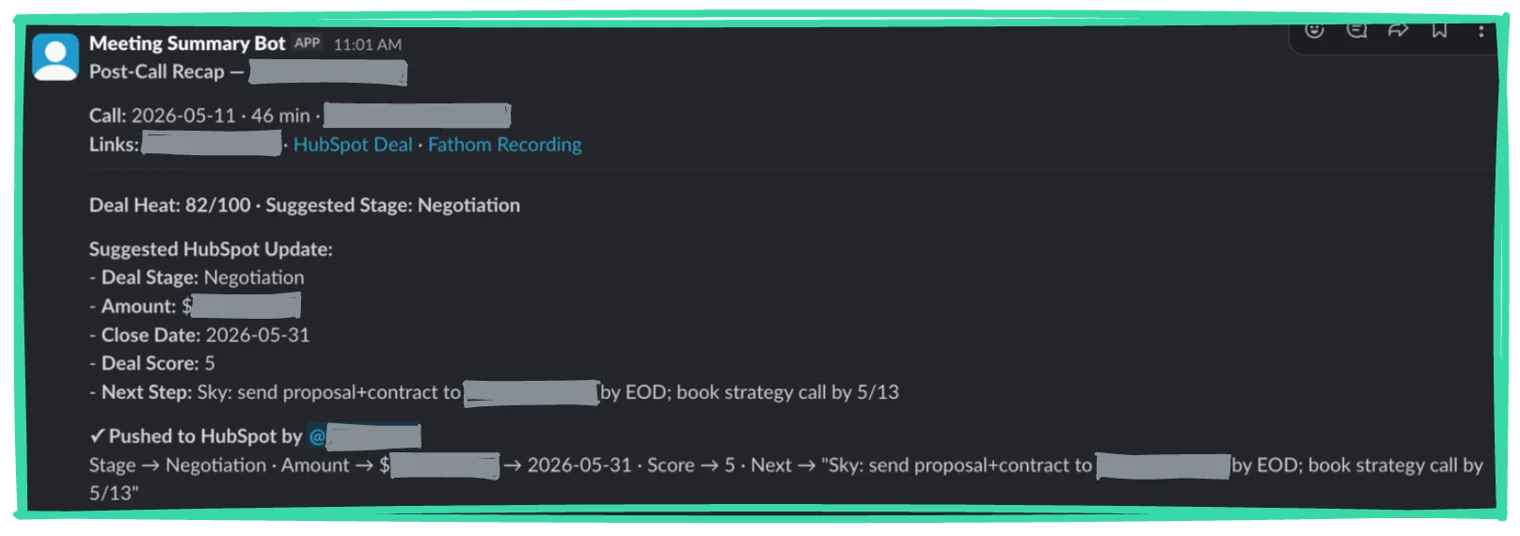 Meeting Summary Bot APP 11:01 AM
Post-Call Recap —
Call: 2026-05-11 · 46 min ·
Links: · HubSpot Deal · Fathom Recording
Deal Heat: 82/100 · Suggested Stage: Negotiation
Suggested HubSpot Update:
- Deal Stage: Negotiation
- Amount: $
- Close Date: 2026-05-31
- Deal Score: 5
- Next Step: Sky: send proposal+contract to by EOD; book strategy call by 5/13
✓ Pushed to HubSpot by @
Stage → Negotiation · Amount → $ → 2026-05-31 · Score → 5 · Next → "Sky: send proposal+contract to by EOD; book strategy call by
5/13"